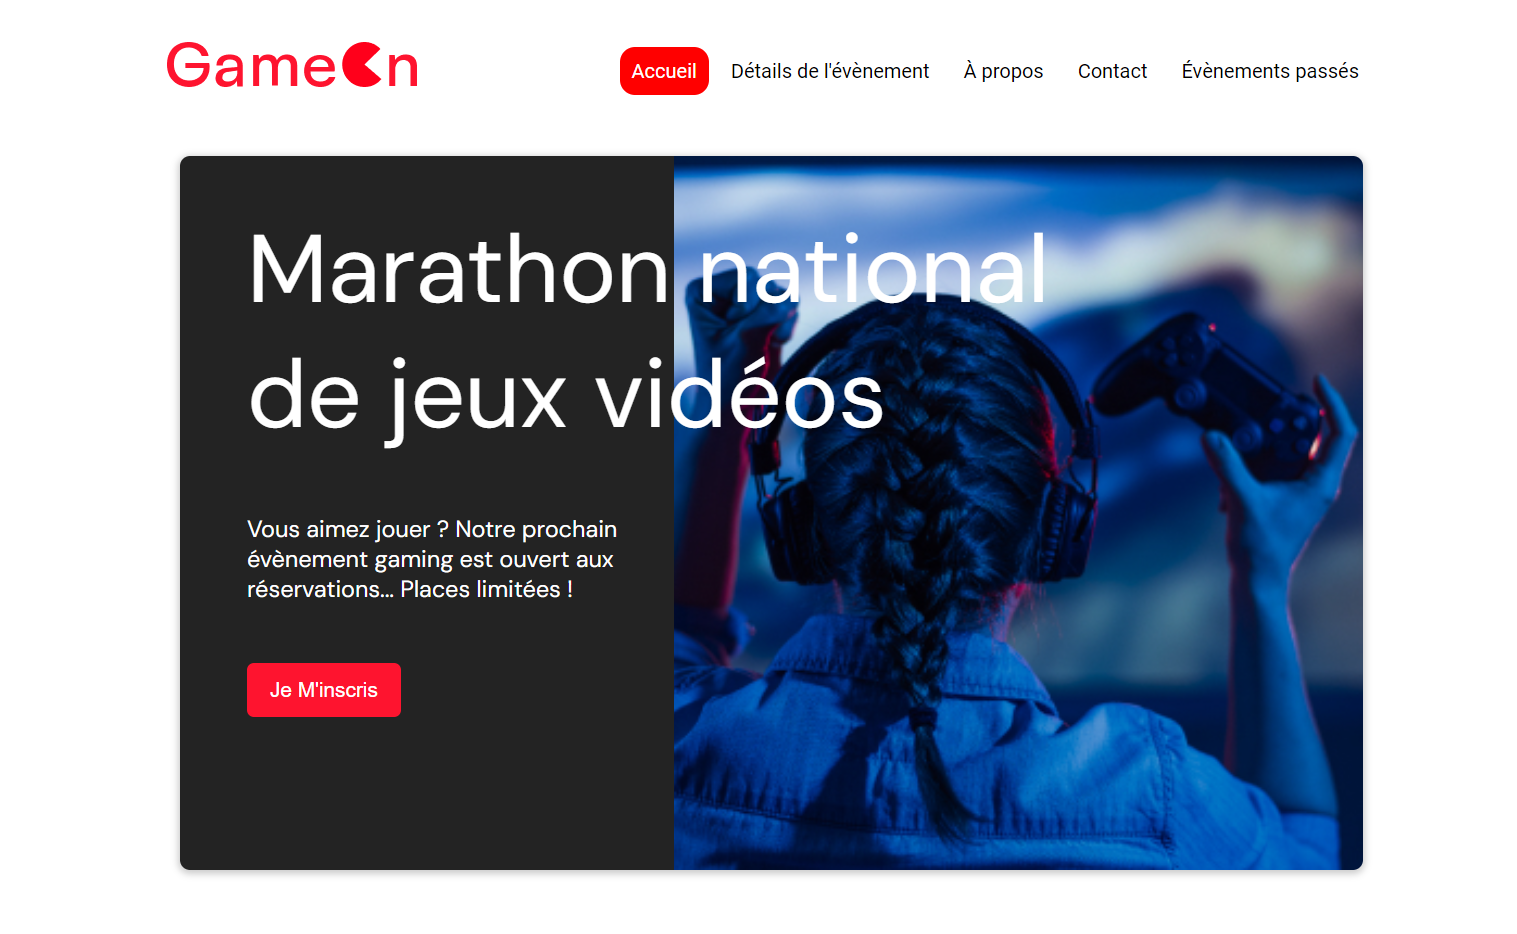 GameOn
Accueil
Détails de l'évènement
À propos
Contact
Évènements passés
Marathon national
de jeux vidéos
Vous aimez jouer ? Notre prochain
évènement gaming est ouvert aux
réservations... Places limitées !
Je M'inscris